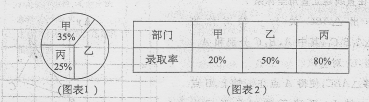 甲
35%
乙
丙
25%
(图表1)
部门 甲 乙 丙
录取率 20% 50% 80%
(图表2)